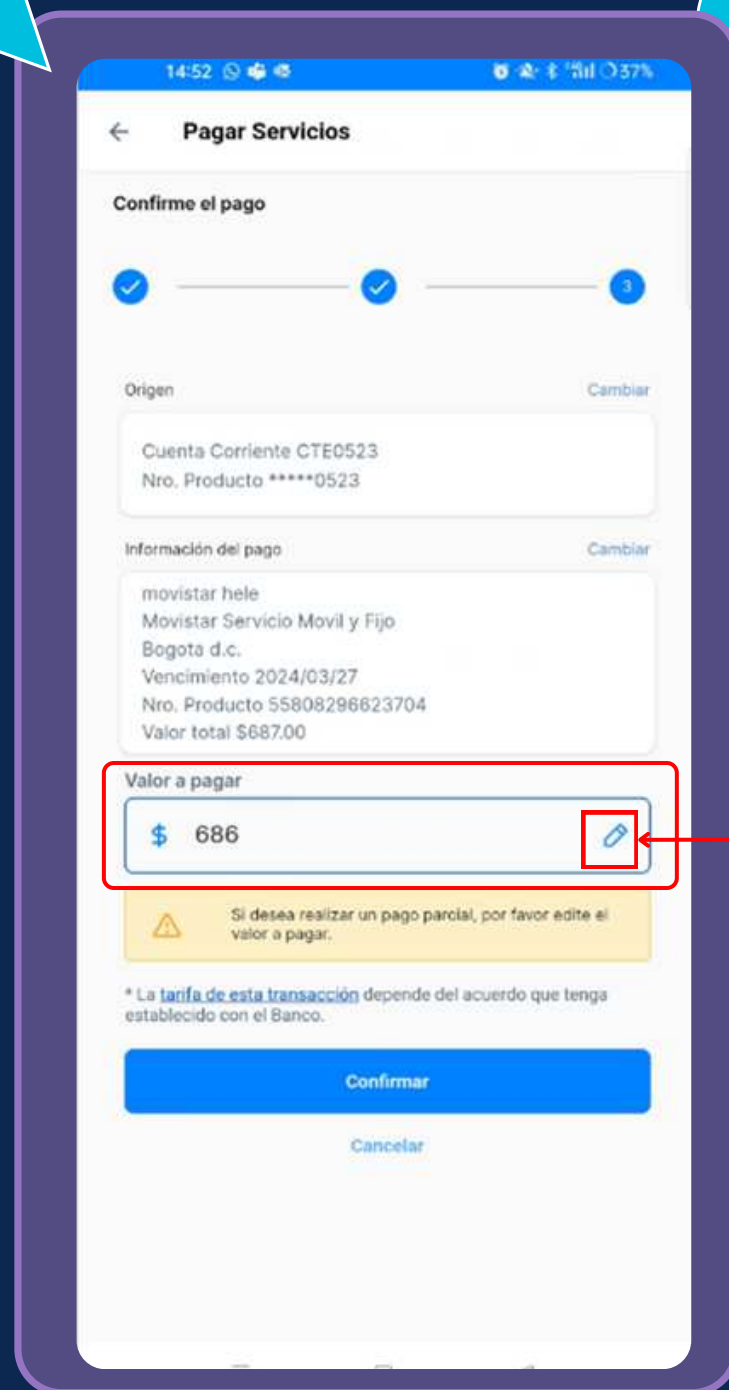 14:52
37%
Pagar Servicios
Confirme el pago
3
Origen
Cambiar
Cuenta Corriente CTE0523
Nro. Producto *****0523
Información del pago
Cambiar
movistar hele
Movistar Servicio Movil y Fijo
Bogota d.c.
Vencimiento 2024/03/27
Nro. Producto 55808296623704
Valor total $687.00
Valor a pagar
$ 686
Si desea realizar un pago parcial, por favor edite el
valor a pagar.
* La tarifa de esta transacción depende del acuerdo que tenga
establecido con el Banco.
Confirmar
Cancelar